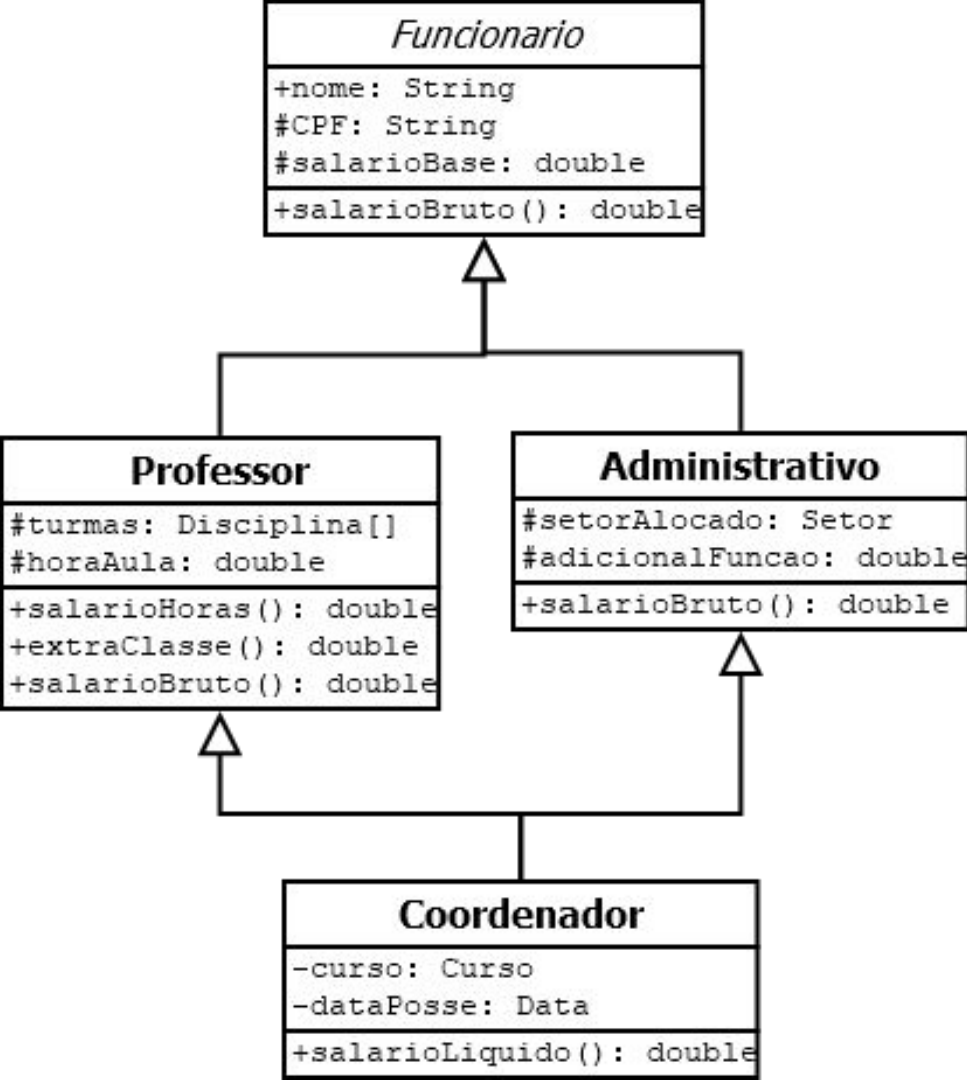 Funcionario
+nome: String
#CPF: String
#salarioBase: double
+salarioBruto(): double
Professor
#turmas: Disciplina[]
#horaAula: double
+salarioHoras(): double
+extraClasse(): double
+salarioBruto(): double
Administrativo
#setorAlocado: Setor
#adicionalFuncao: double
+salarioBruto(): double
Coordenador
-curso: Curso
-dataPosse: Data
+salarioLiquido(): double